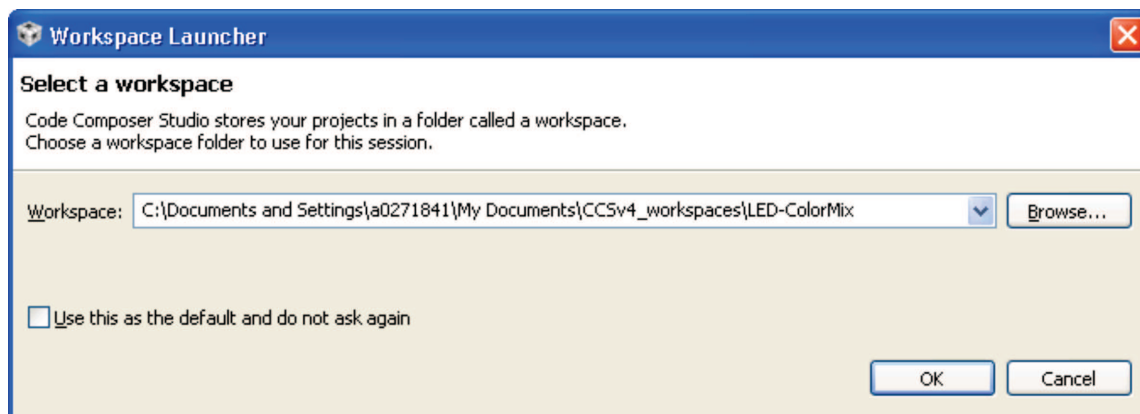 Workspace Launcher
Select a workspace
Code Composer Studio stores your projects in a folder called a workspace.
Choose a workspace folder to use for this session.
Workspace: C:\Documents and Settings\a0271841\My Documents\CCSv4_workspaces\LED-ColorMix Browse...
Use this as the default and do not ask again
OK Cancel